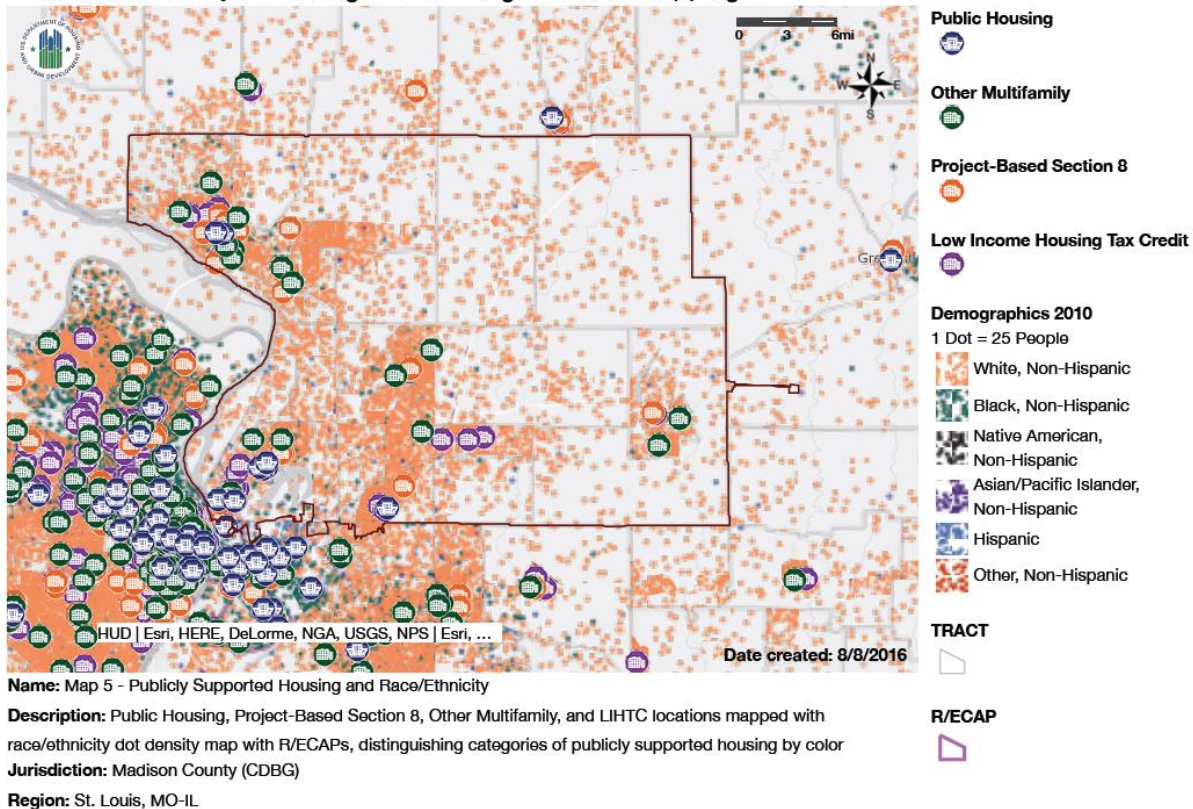 0 3 6mi
N
W E
S
HUD | Esri, HERE, DeLorme, NGA, USGS, NPS | Esri, ...
Date created: 8/8/2016
Public Housing
Other Multifamily
Project-Based Section 8
Low Income Housing Tax Credit
Demographics 2010
1 Dot = 25 People
White, Non-Hispanic
Black, Non-Hispanic
Native American,
Non-Hispanic
Asian/Pacific Islander,
Non-Hispanic
Hispanic
Other, Non-Hispanic
TRACT
R/ECAP
Name: Map 5 - Publicly Supported Housing and Race/Ethnicity
Description: Public Housing, Project-Based Section 8, Other Multifamily, and LIHTC locations mapped with
race/ethnicity dot density map with R/ECAPs, distinguishing categories of publicly supported housing by color
Jurisdiction: Madison County (CDBG)
Region: St. Louis, MO-IL